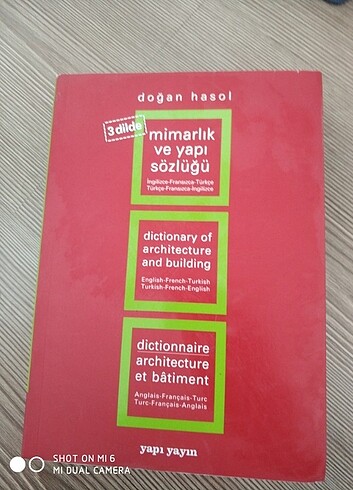 doğan hasol
3 dilde
mimarlık
ve yapı
sözlüğü
İngilizce-Fransızca-Türkçe
Türkçe-Fransızca-İngilizce
dictionary of
architecture
and building
English-French-Turkish
Turkish-French-English
dictionnaire
architecture
et bâtiment
Anglais-Français-Turc
Turc-Français-Anglais
yapı yayın
SHOT ON MI 6
MI DUAL CAMERA